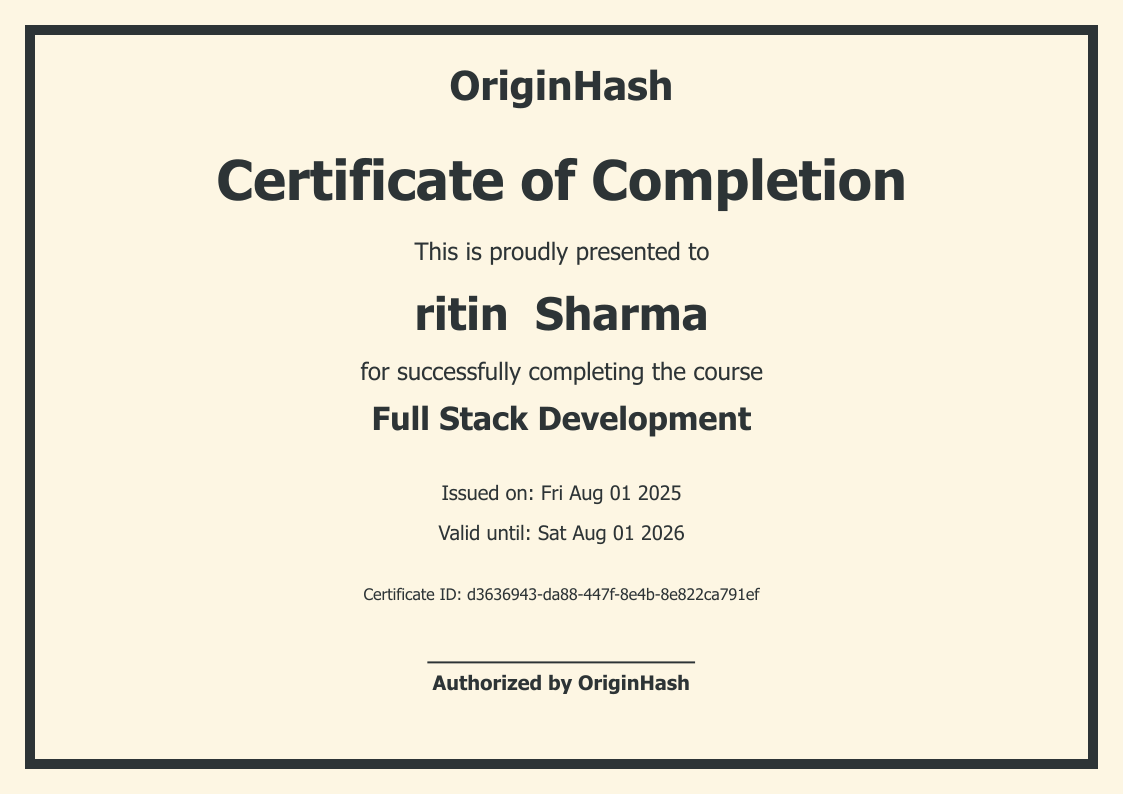 OriginHash
Certificate of Completion
This is proudly presented to
ritin  Sharma
for successfully completing the course
Full Stack Development
Issued on: Fri Aug 01 2025
Valid until: Sat Aug 01 2026
Certificate ID: d3636943-da88-447f-8e4b-8e822ca791ef
Authorized by OriginHash